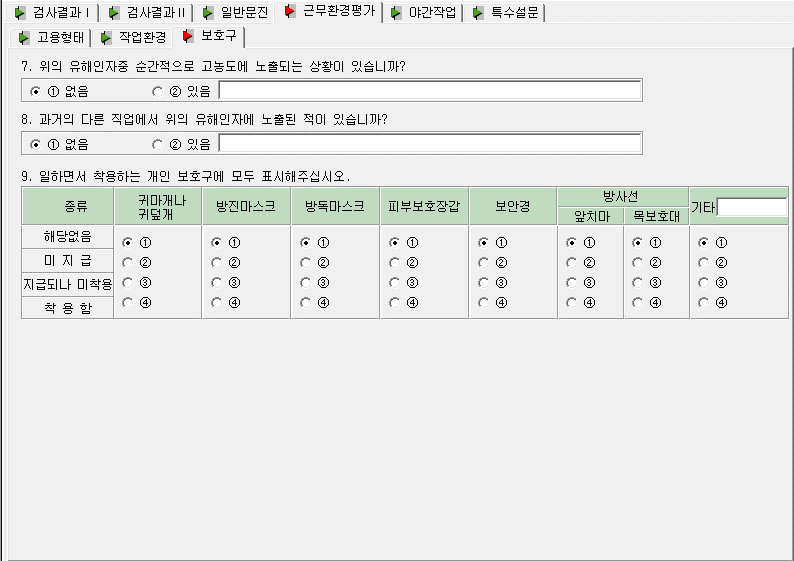 검사결과Ⅰ 검사결과Ⅱ 일반문진 근무환경평가 야간작업 특수설문
고용형태 작업환경 보호구
7. 위의 유해인자중 순간적으로 고농도에 노출되는 상황이 있습니까?
① 없음 ② 있음
8. 과거의 다른 직업에서 위의 유해인자에 노출된 적이 있습니까?
① 없음 ② 있음
9. 일하면서 착용하는 개인 보호구에 모두 표시해주십시오.
종류 귀마개나 귀덮개 방진마스크 방독마스크 피부보호장갑 보안경 방사선 기타
앞치마 목보호대
해당없음 ① ① ① ① ① ① ① ①
미 지 급 ② ② ② ② ② ② ② ②
지급되나 미착용 ③ ③ ③ ③ ③ ③ ③ ③
착 용 함 ④ ④ ④ ④ ④ ④ ④ ④